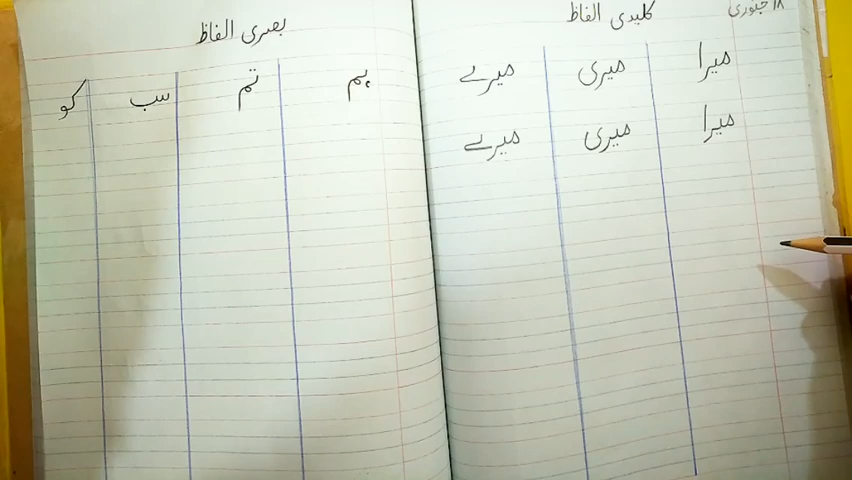 ۱۸ جنوری
کلیدی الفاظ
میرا میری میرے
میرا میری میرے
بصری الفاظ
ہم تم سب کو